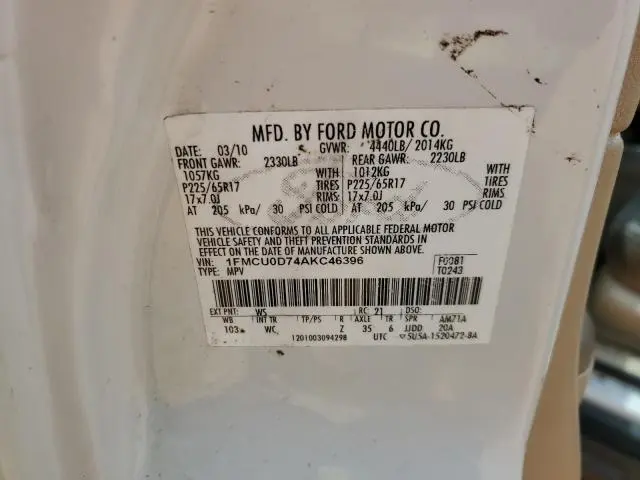 MFD. BY FORD MOTOR CO.
DATE: 03/10 GVWR: 4440LB/ 2014KG
FRONT GAWR: 2330LB REAR GAWR: 2230LB
1057KG WITH 1012KG WITH
P225/65R17 TIRES P225/65R17 TIRES
17x7.0J RIMS: 17x7.0J RIMS
AT 205 kPa/ 30 PSI COLD AT 205 kPa/ 30 PSI COLD
THIS VEHICLE CONFORMS TO ALL APPLICABLE FEDERAL MOTOR
VEHICLE SAFETY AND THEFT PREVENTION STANDARDS IN
EFFECT ON THE DATE OF MANUFACTURE SHOWN ABOVE.
VIN: 1FMCU0D74AKC46396 F0081
TYPE: MPV T0243
EXT PNT: WS RC: 21 DSO:
WB INT TR TP/PS R AXLE TR SPR AM71A
103 WC Z 35 6 JJDD 20A
1201003094298 UTC 5USA-1520472-BA